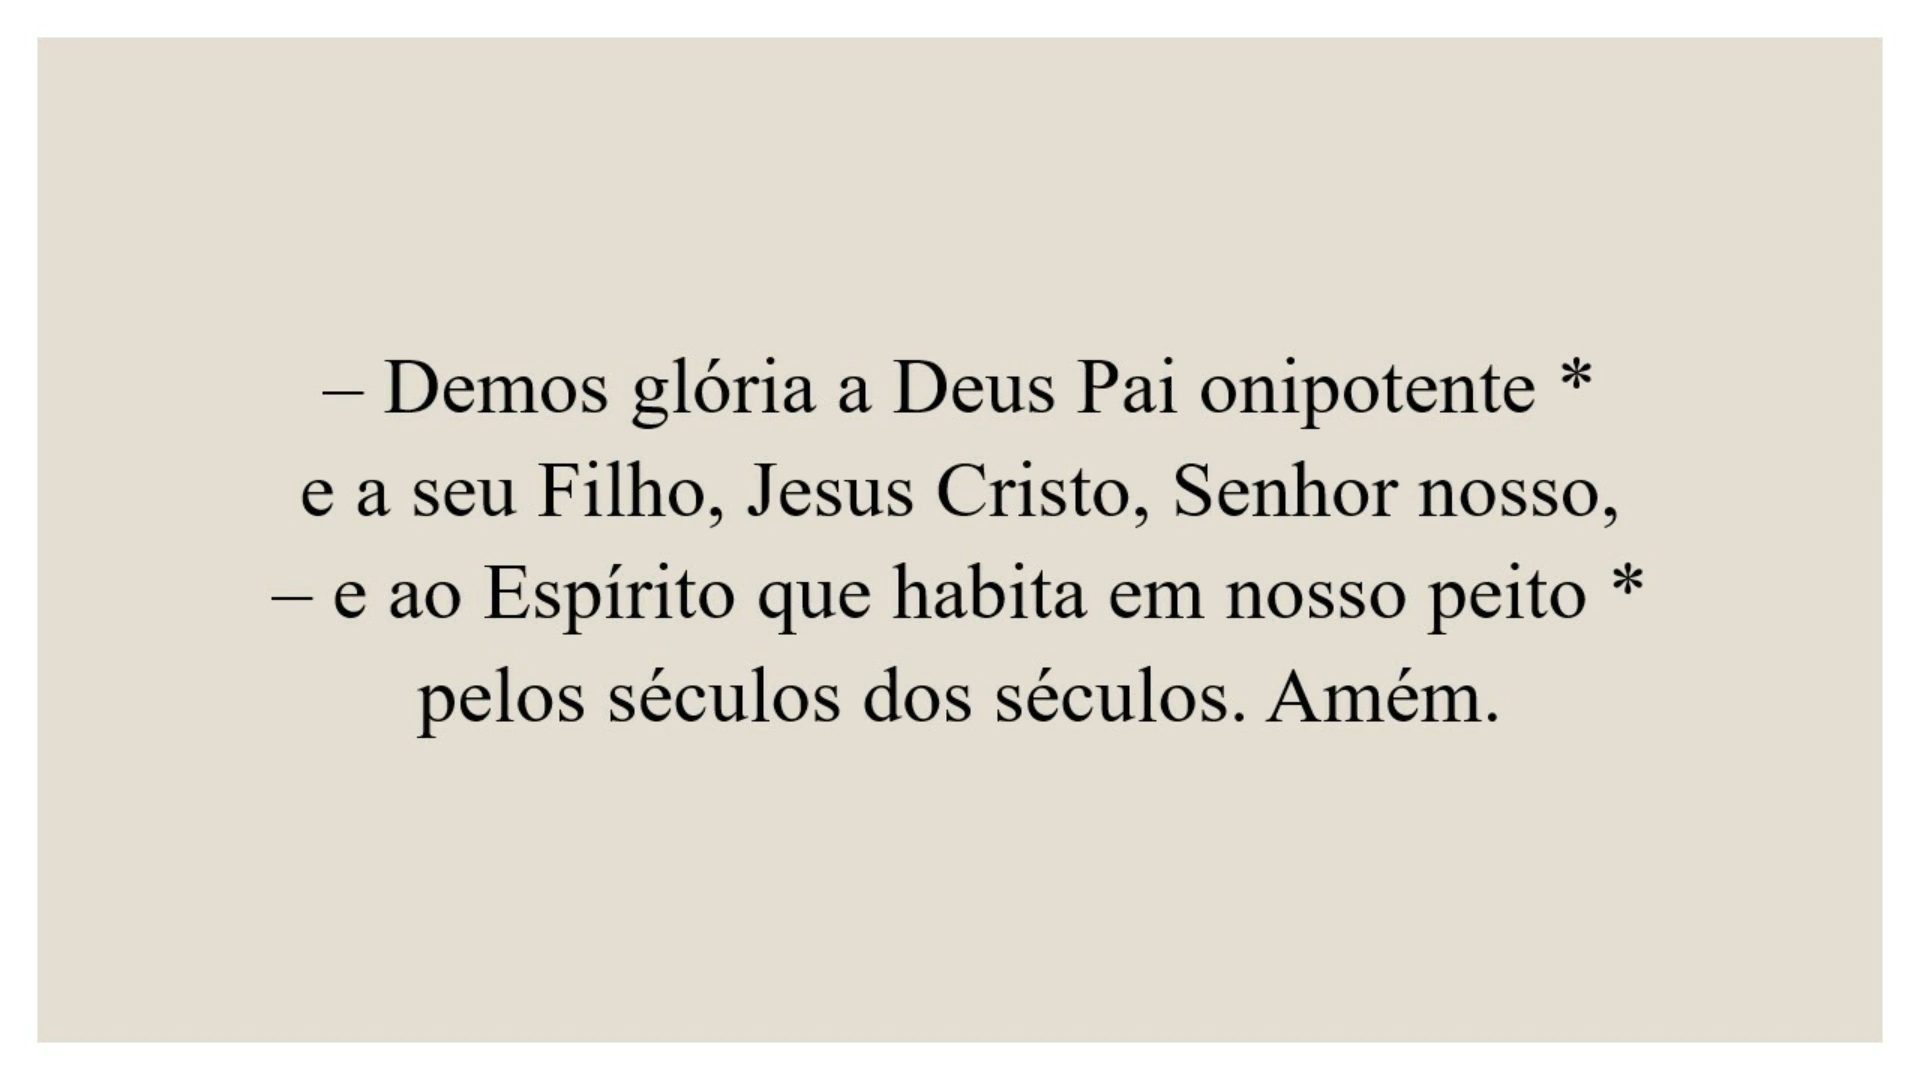 – Demos glória a Deus Pai onipotente *
e a seu Filho, Jesus Cristo, Senhor nosso,
– e ao Espírito que habita em nosso peito *
pelos séculos dos séculos. Amém.